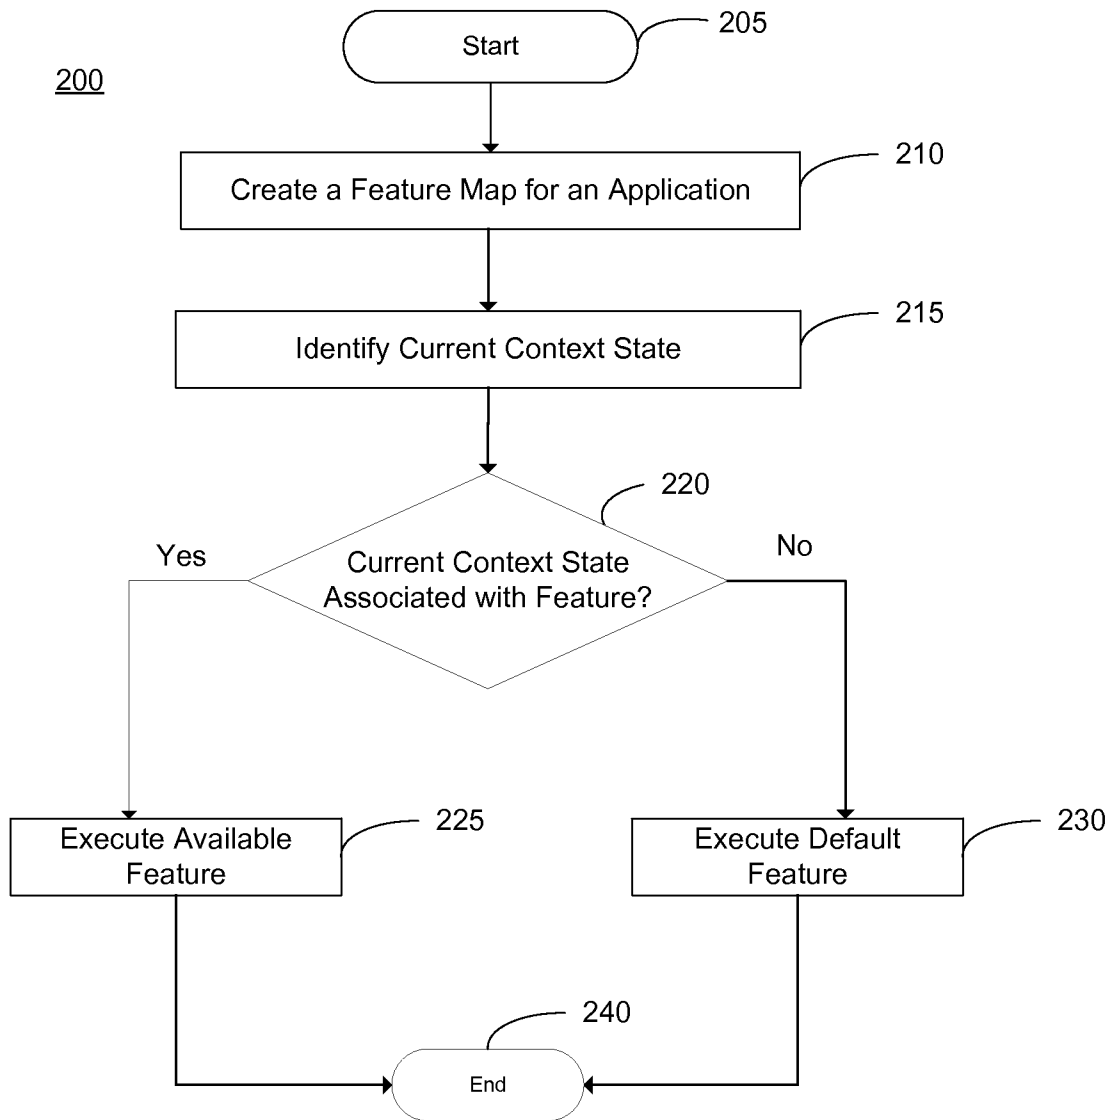 205
Start
200
210
Create a Feature Map for an Application
215
Identify Current Context State
220
Yes
No
Current Context State
Associated with Feature?
225
230
Execute Available
Feature
Execute Default
Feature
240
End